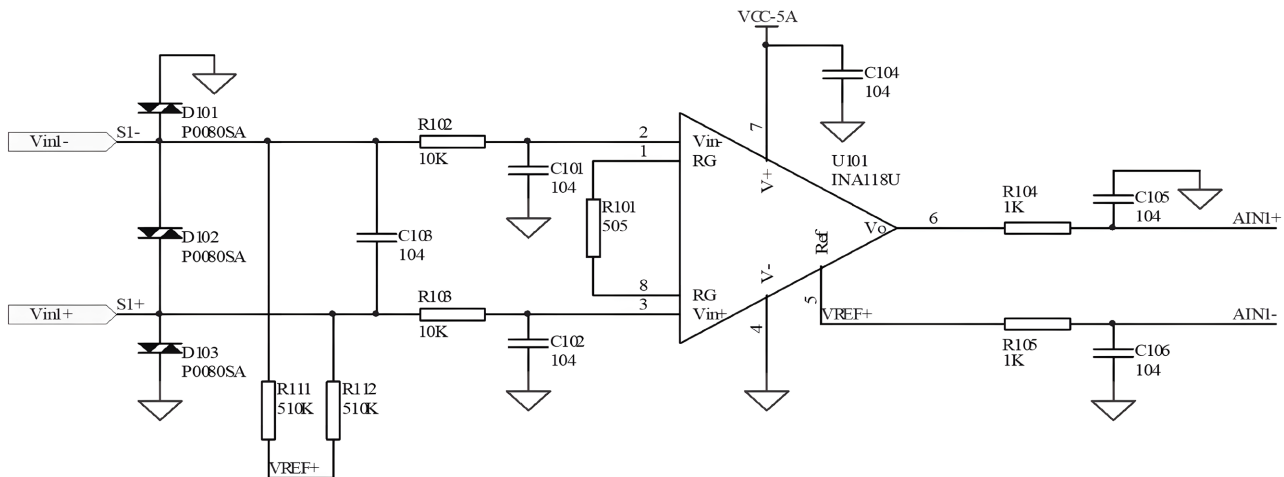 VCC-5A
C104
104
D101
P0080SA
Vin1-
S1-
R102
10K
2
Vin-
1
RG
7
V+
U101
INA118U
C101
104
R101
505
R104
1K
C105
104
AIN1+
D102
P0080SA
C103
104
6
Vo
Ref
V-
Vin1+
S1+
R103
10K
8
RG
3
Vin+
5
VREF+
4
AIN1-
D103
P0080SA
C102
104
R105
1K
C106
104
R111
510K
R112
510K
VREF+